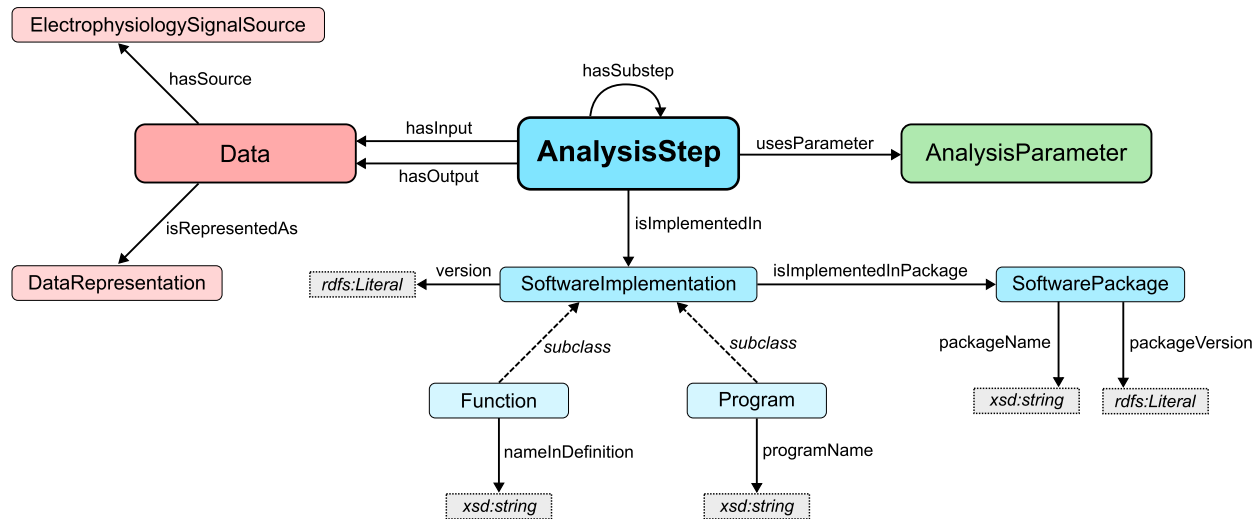 ElectrophysiologySignalSource
hasSource
hasSubstep
Data
hasInput
hasOutput
AnalysisStep
usesParameter
AnalysisParameter
isRepresentedAs
isImplementedIn
DataRepresentation
rdfs:Literal
version
SoftwareImplementation
isImplementedInPackage
SoftwarePackage
subclass
subclass
packageName
packageVersion
Function
Program
xsd:string
rdfs:Literal
nameInDefinition
programName
xsd:string
xsd:string